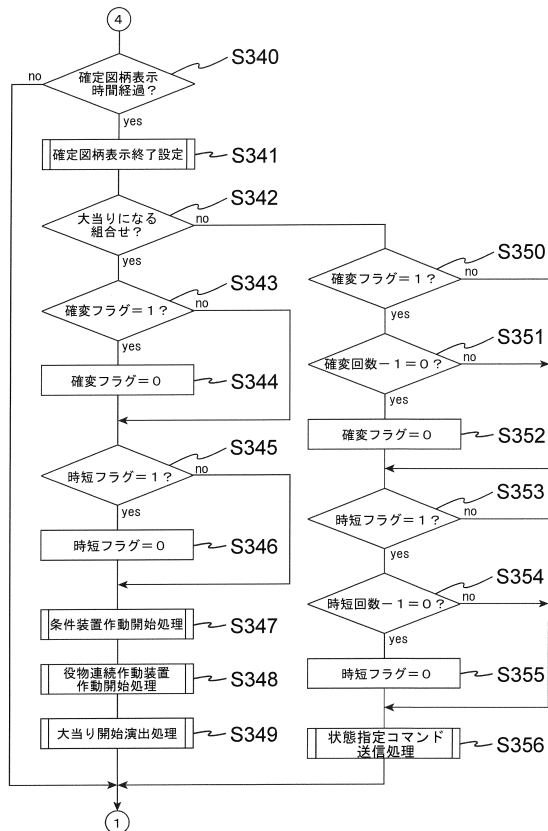 4
確定図柄表示
時間経過？
S340
no
yes
確定図柄表示終了設定
S341
大当りになる
組合せ？
S342
no
yes
確変フラグ＝１？
S343
no
yes
確変フラグ＝０
S344
時短フラグ＝１？
S345
no
yes
時短フラグ＝０
S346
条件装置作動開始処理
S347
役物連続作動装置
作動開始処理
S348
大当り開始演出処理
S349
1
確変フラグ＝１？
S350
no
yes
確変回数－１＝０？
S351
no
yes
確変フラグ＝０
S352
時短フラグ＝１？
S353
no
yes
時短回数－１＝０？
S354
no
yes
時短フラグ＝０
S355
状態指定コマンド
送信処理
S356